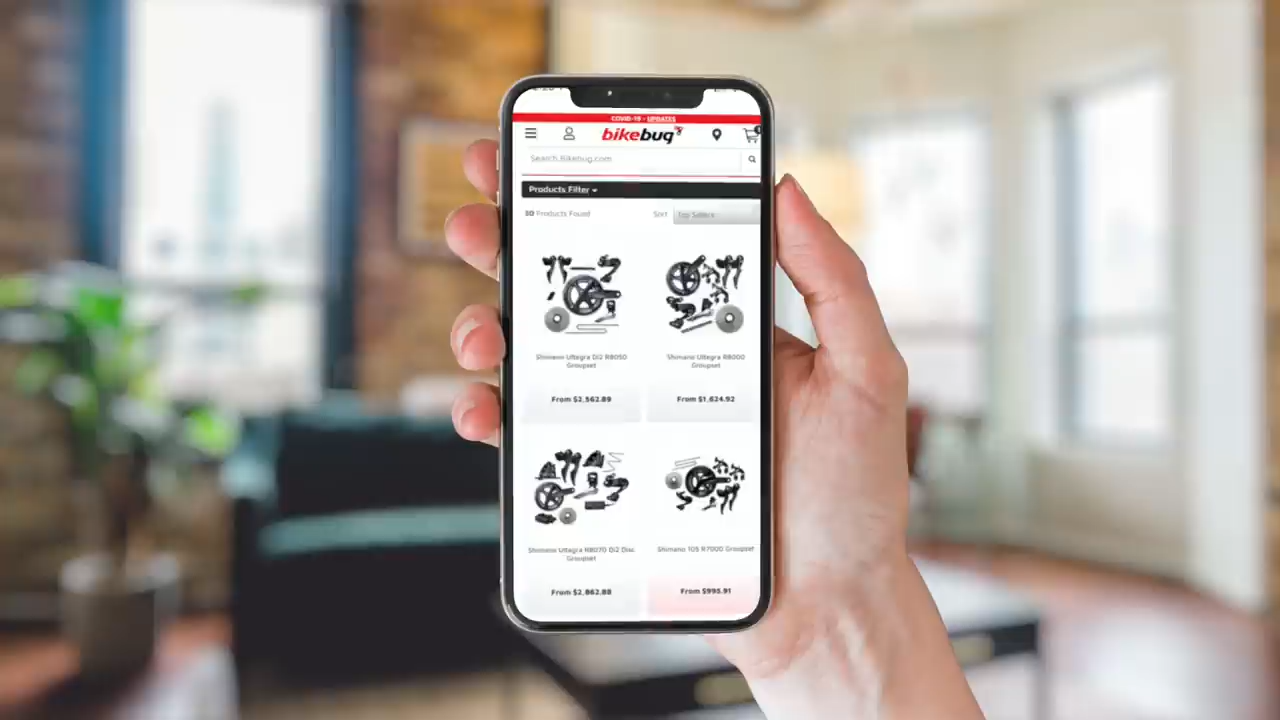 COVID-19 - UPDATES
bikebug
Search Bikebug.com
Products Filter
30 Products Found
Sort
Top Sellers
Shimano Ultegra Di2 R8050
Groupset
Shimano Ultegra R8000
Groupset
From $2,562.89
From $1,624.92
Shimano Ultegra R8070 Di2 Disc
Groupset
Shimano 105 R7000 Groupset
From $2,862.88
From $995.91